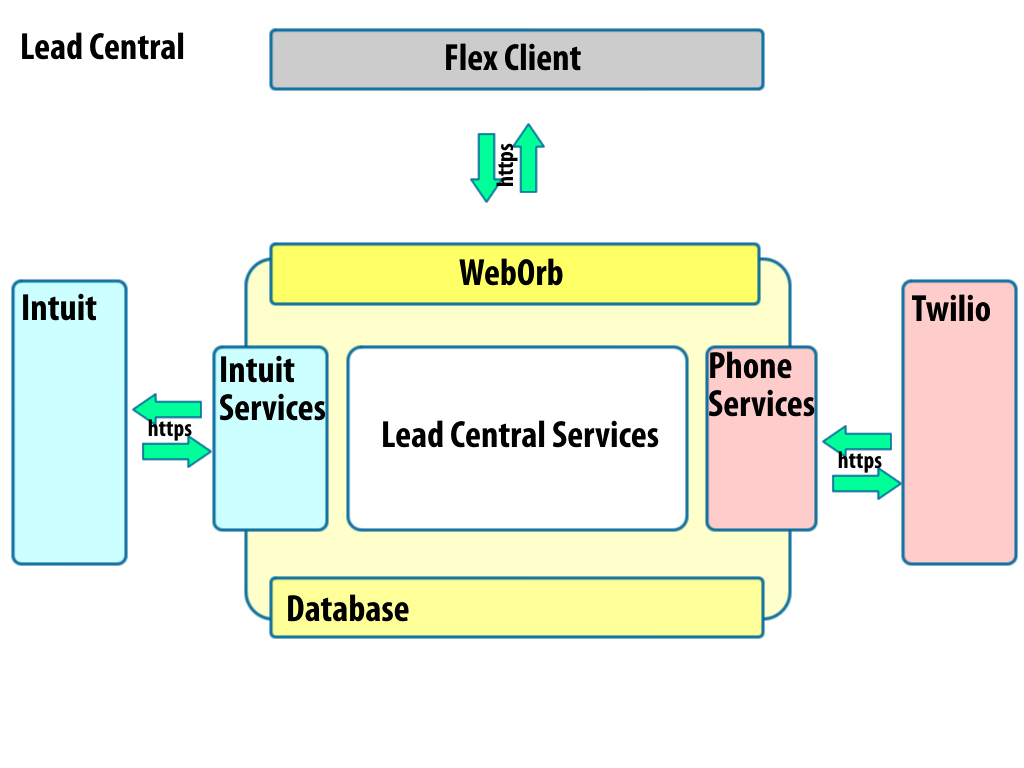 Lead Central
Flex Client
https
WebOrb
Intuit
Twilio
Intuit
Services
Phone
Services
https
Lead Central Services
https
Database